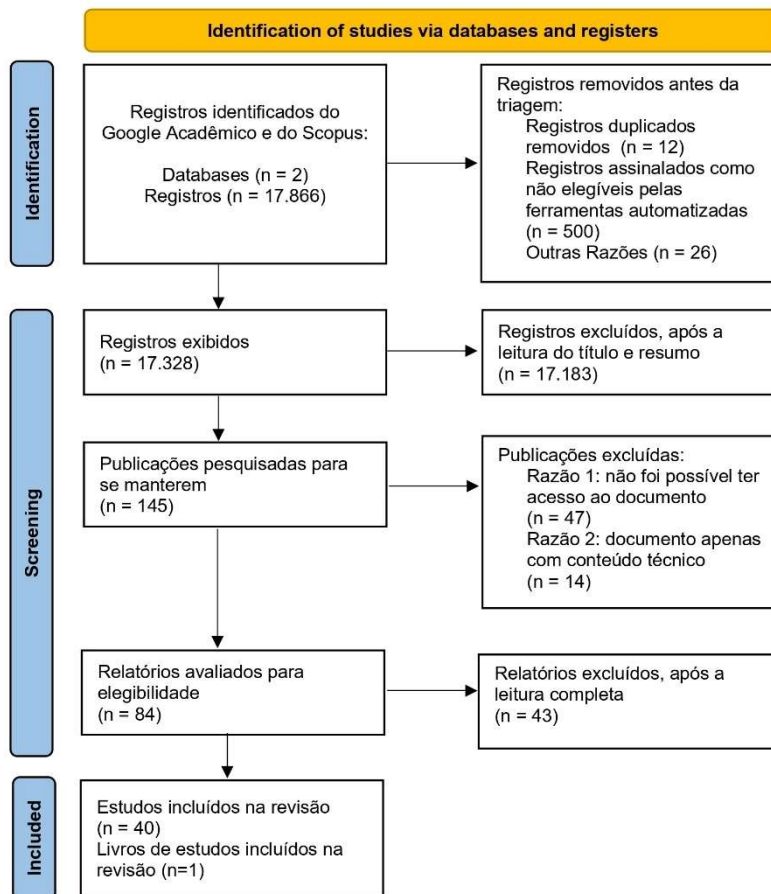 Identification of studies via databases and registers
Identification
Registros identificados do
Google Acadêmico e do Scopus:
Databases (n = 2)
Registros (n = 17.866)
Registros removidos antes da
triagem:
Registros duplicados
removidos (n = 12)
Registros assinalados como
não elegíveis pelas
ferramentas automatizadas
(n = 500)
Outras Razões (n = 26)
Screening
Registros exibidos
(n = 17.328)
Registros excluídos, após a
leitura do título e resumo
(n = 17.183)
Publicações pesquisadas para
se manterem
(n = 145)
Publicações excluídas:
Razão 1: não foi possível ter
acesso ao documento
(n = 47)
Razão 2: documento apenas
com conteúdo técnico
(n = 14)
Relatórios avaliados para
elegibilidade
(n = 84)
Relatórios excluídos, após a
leitura completa
(n = 43)
Included
Estudos incluídos na revisão
(n = 40)
Livros de estudos incluídos na
revisão (n=1)